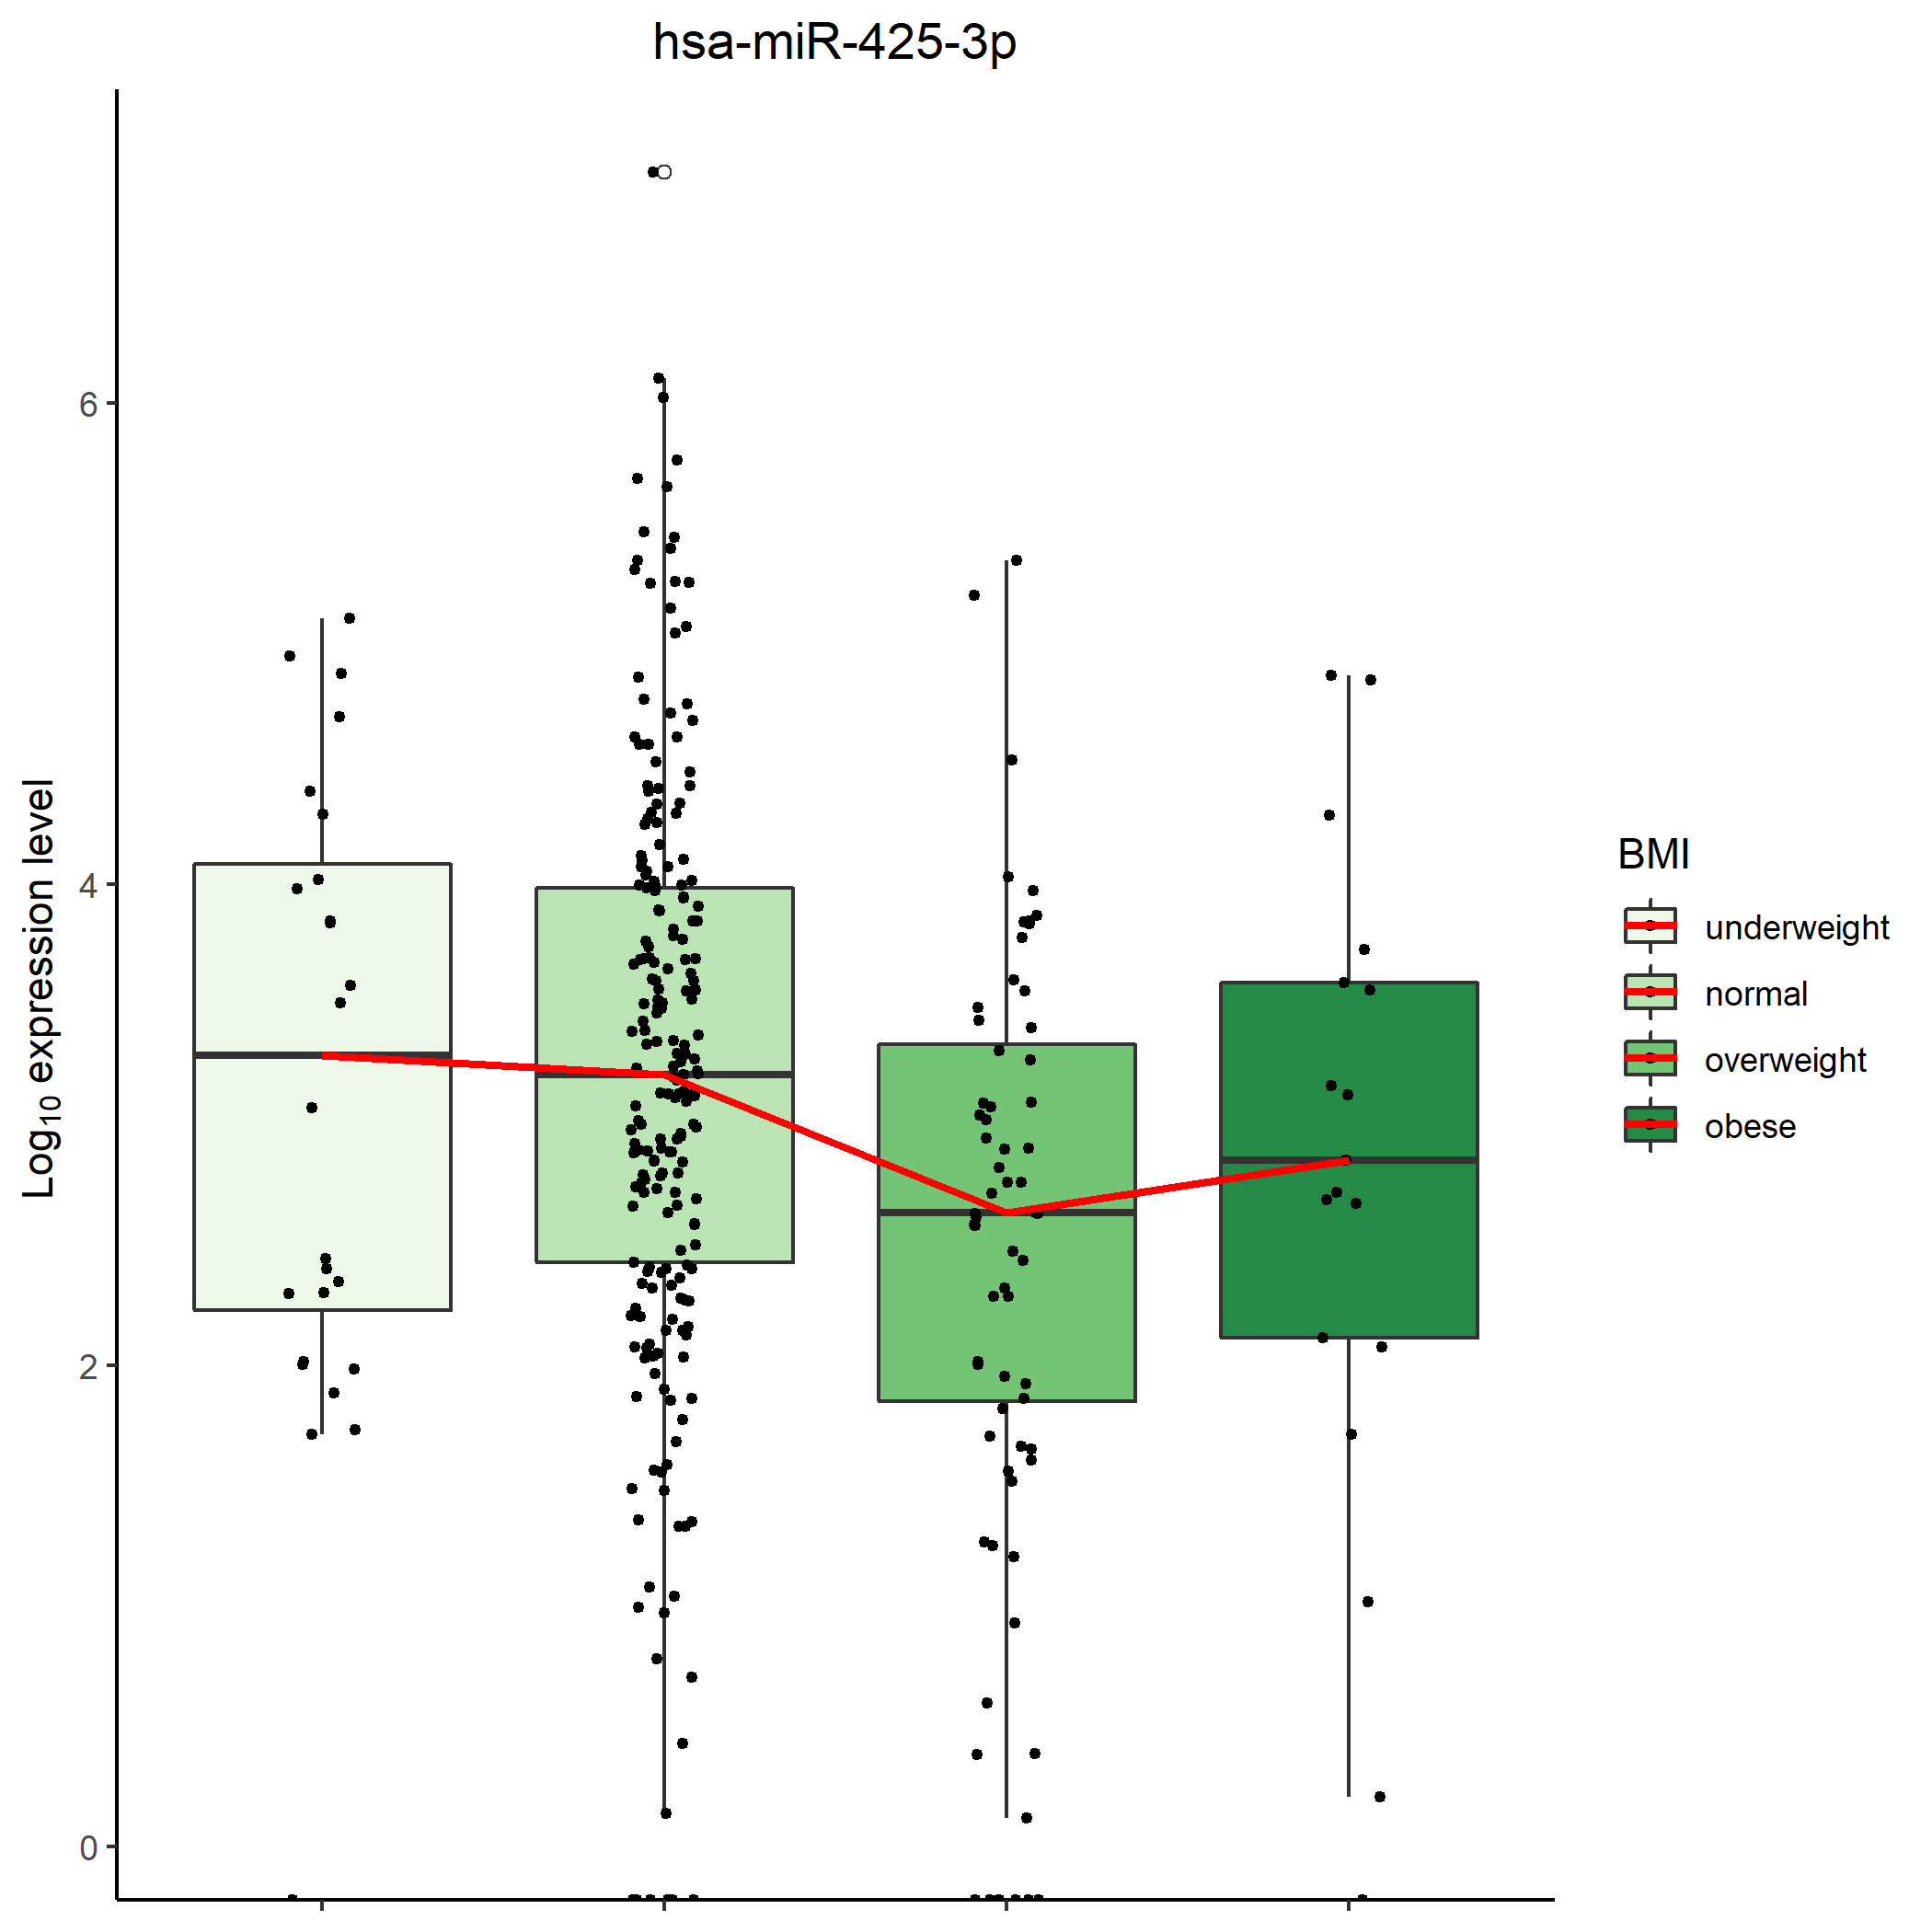 hsa-miR-425-3p
Log10 expression level
6
4
2
0
BMI
underweight
normal
overweight
obese